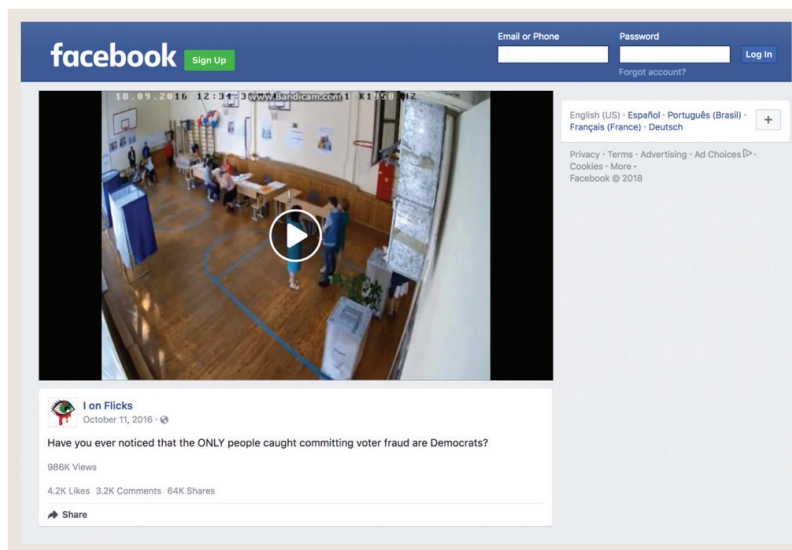 Email or Phone
Password
facebook
Sign Up
Log In
Forgot account?
18.09.2016 12:34:3
www.Bandicam.com
1 K1958 N2
English (US) · Español · Português (Brasil) ·
Français (France) · Deutsch
+
Privacy · Terms · Advertising · Ad Choices ·
Cookies · More
Facebook © 2018
I on Flicks
October 11, 2016
Have you ever noticed that the ONLY people caught committing voter fraud are Democrats?
986K Views
4.2K Likes 3.2K Comments 64K Shares
Share